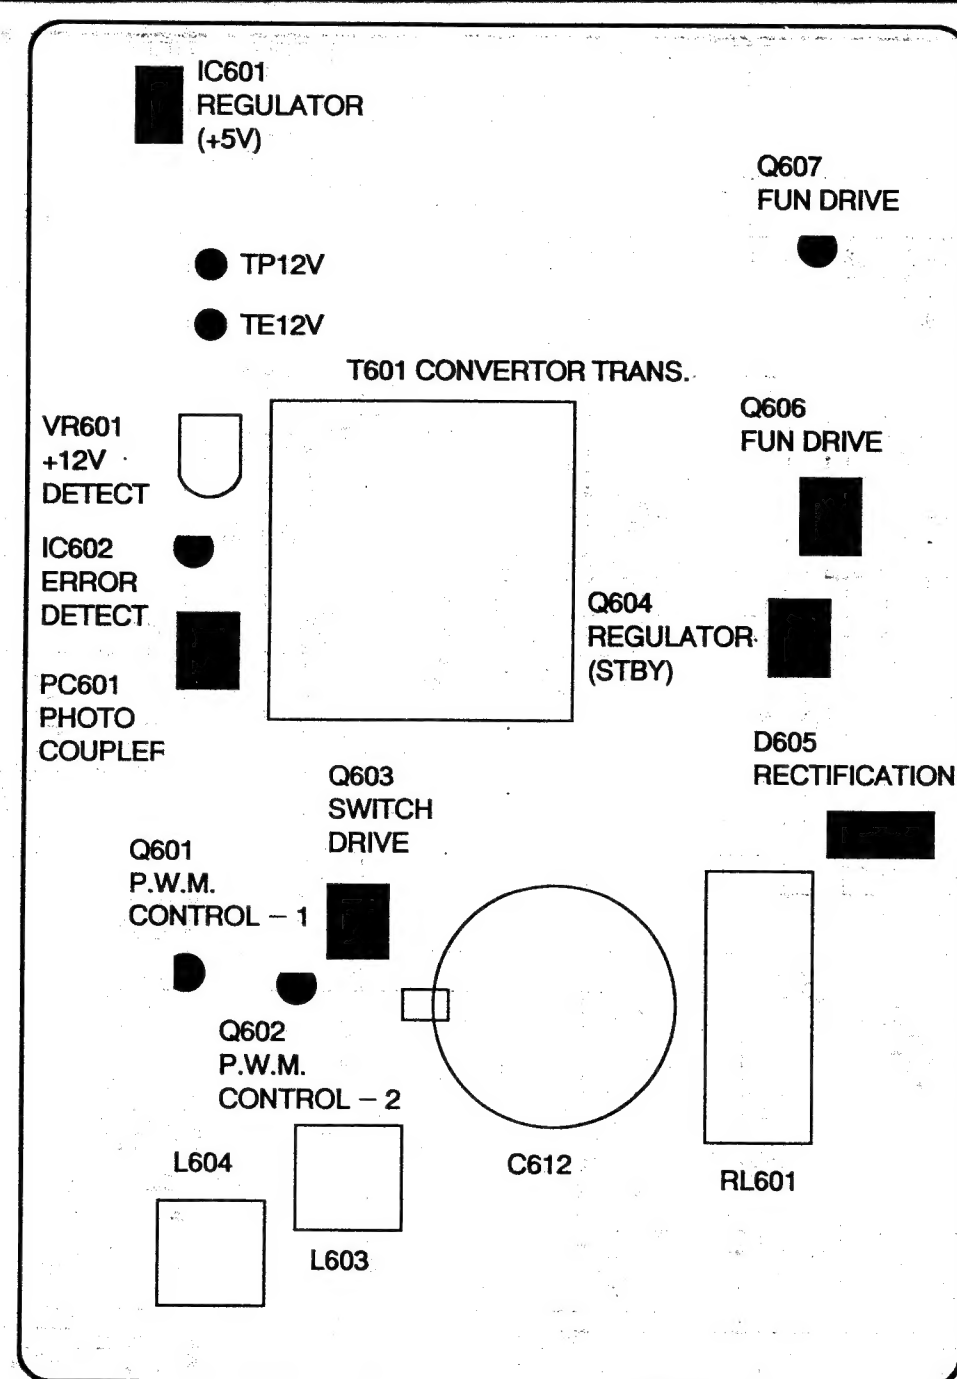 IC601
REGULATOR
(+5V)
Q607
FUN DRIVE
TP12V
TE12V
T601 CONVERTOR TRANS.
VR601
+12V
DETECT
Q606
FUN DRIVE
IC602
ERROR
DETECT
Q604
REGULATOR
(STBY)
PC601
PHOTO
COUPLER
D605
RECTIFICATION
Q603
SWITCH
DRIVE
Q601
P.W.M.
CONTROL – 1
Q602
P.W.M.
CONTROL – 2
L604
C612
RL601
L603